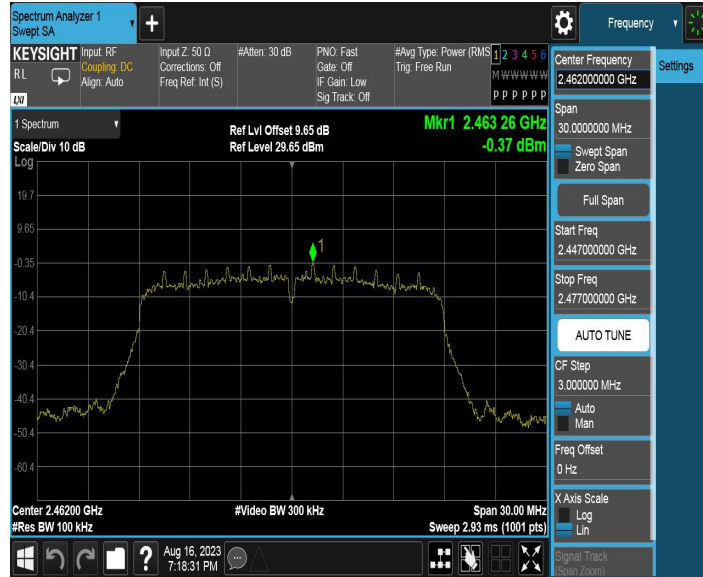 Spectrum Analyzer 1
Swept SA
Frequency
KEYSIGHT
RL
LXI
Input: RF
Coupling: DC
Align: Auto
Input Z: 50 Ω
Corrections: Off
Freq Ref: Int (S)
#Atten: 30 dB
PNO: Fast
Gate: Off
IF Gain: Low
Sig Track: Off
#Avg Type: Power (RMS
Trig: Free Run
1 2 3 4 5 6
M W W W W W
P P P P P P
1 Spectrum
Scale/Div 10 dB
Ref Lvl Offset 9.65 dB
Ref Level 29.65 dBm
Mkr1 2.463 26 GHz
-0.37 dBm
Log
19.7
9.65
-0.35
-10.4
-20.4
-30.4
-40.4
-50.4
-60.4
1
Center 2.46200 GHz
#Res BW 100 kHz
#Video BW 300 kHz
Span 30.00 MHz
Sweep 2.93 ms (1001 pts)
Aug 16, 2023
7:18:31 PM
Center Frequency
2.462000000 GHz
Settings
Span
30.0000000 MHz
Swept Span
Zero Span
Full Span
Start Freq
2.447000000 GHz
Stop Freq
2.477000000 GHz
AUTO TUNE
CF Step
3.000000 MHz
Auto
Man
Freq Offset
0 Hz
X Axis Scale
Log
Lin
Signal Track
(Span Zoom)